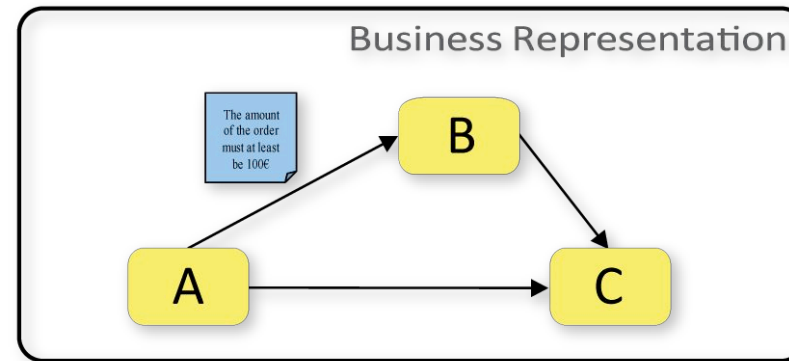 Business Representation
The amount
of the order
must at least
be 100€
B
A
C